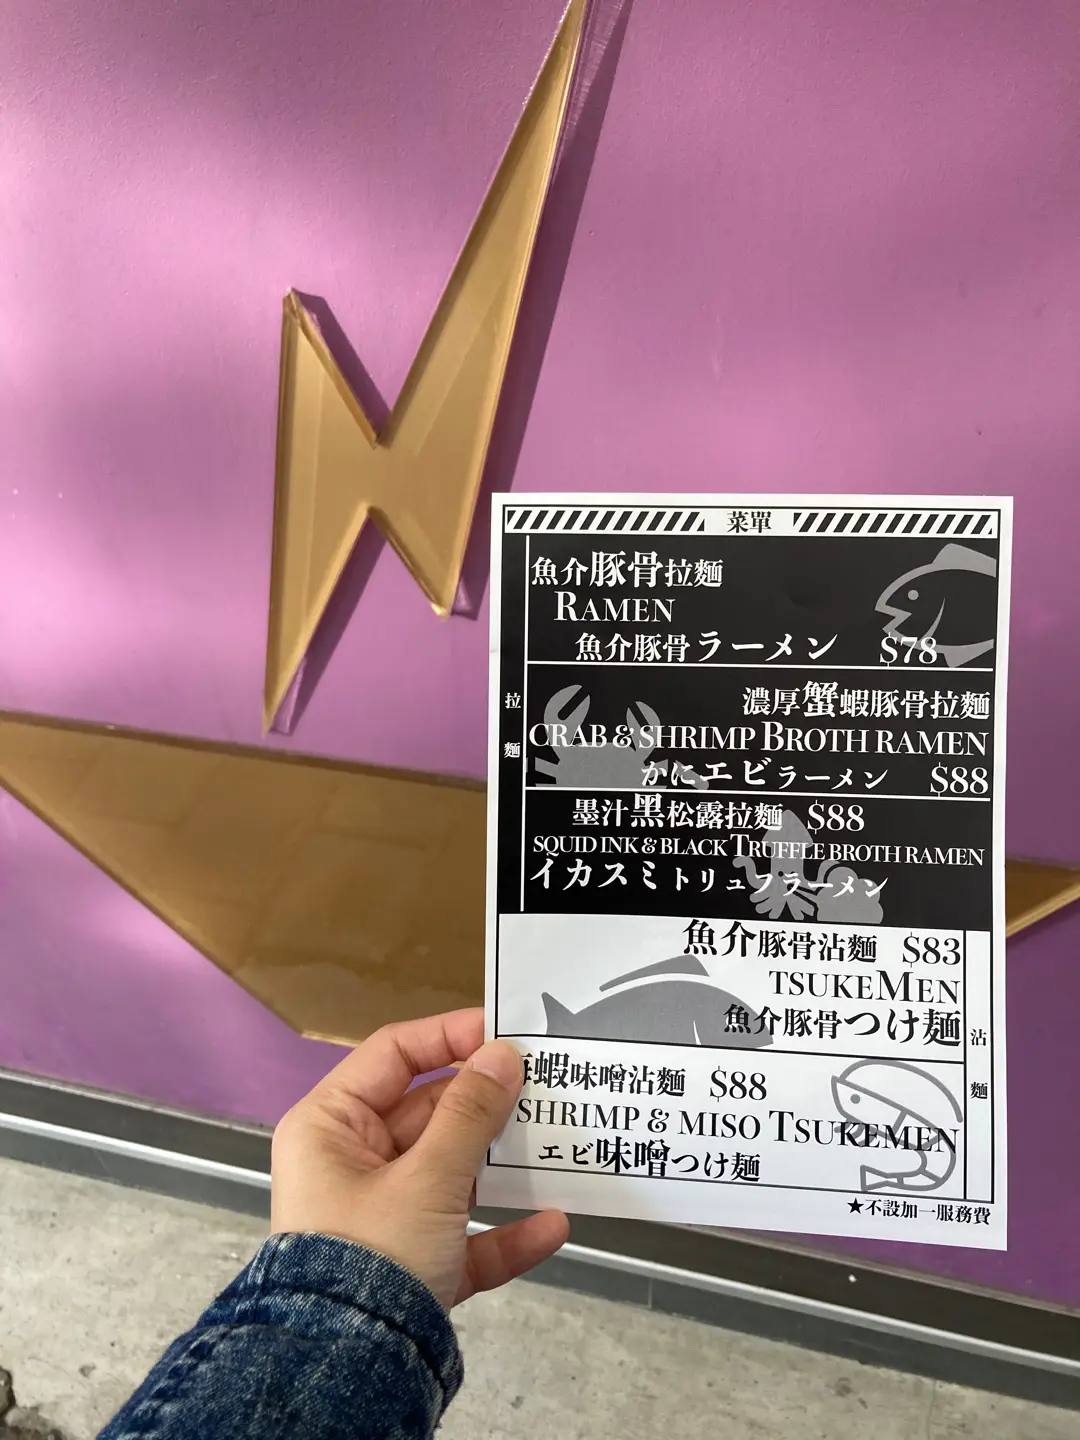 菜單
拉麵
魚介豚骨拉麵
RAMEN
魚介豚骨ラーメン $78
濃厚蟹蝦豚骨拉麵
CRAB & SHRIMP BROTH RAMEN
かにエビラーメン $88
墨汁黑松露拉麵 $88
SQUID INK & BLACK TRUFFLE BROTH RAMEN
イカスミトリュフラーメン
沾麵
魚介豚骨沾麵 $83
TSUKEMEN
魚介豚骨つけ麺
海蝦味噌沾麵 $88
SHRIMP & MISO TSUKEMEN
エビ味噌つけ麺
★不設加一服務費